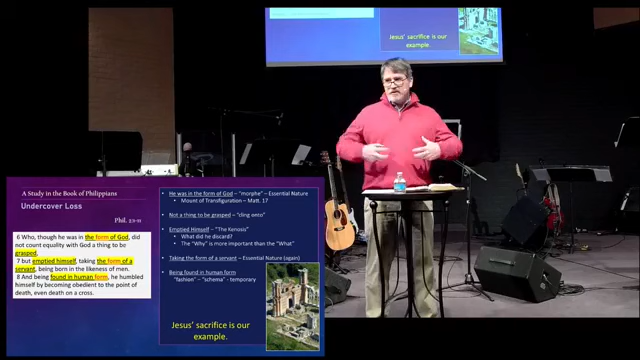 Jesus' sacrifice is our
example
A Study in the Book of Philippians
Undercover Loss
Phil. 2:9-11
6 Who, though he was in the form of God, did
not count equality with God a thing to be
grasped,
7 but emptied himself, taking the form of a
servant, being born in the likeness of men.
8 And being found in human form, he humbled
himself by becoming obedient to the point of
death, even death on a cross.
• He was in the form of God – "morphe" – Essential Nature
• Mount of Transfiguration – Matt. 17
• Not a thing to be grasped – "cling onto"
• Emptied Himself – "The Kenosis"
• What did he discard?
• The "Why" is more important than the "What"
• Taking the form of a servant – Essential Nature (again)
• Being found in human form
• "fashion" – "schema" - temporary
Jesus' sacrifice is our
example.